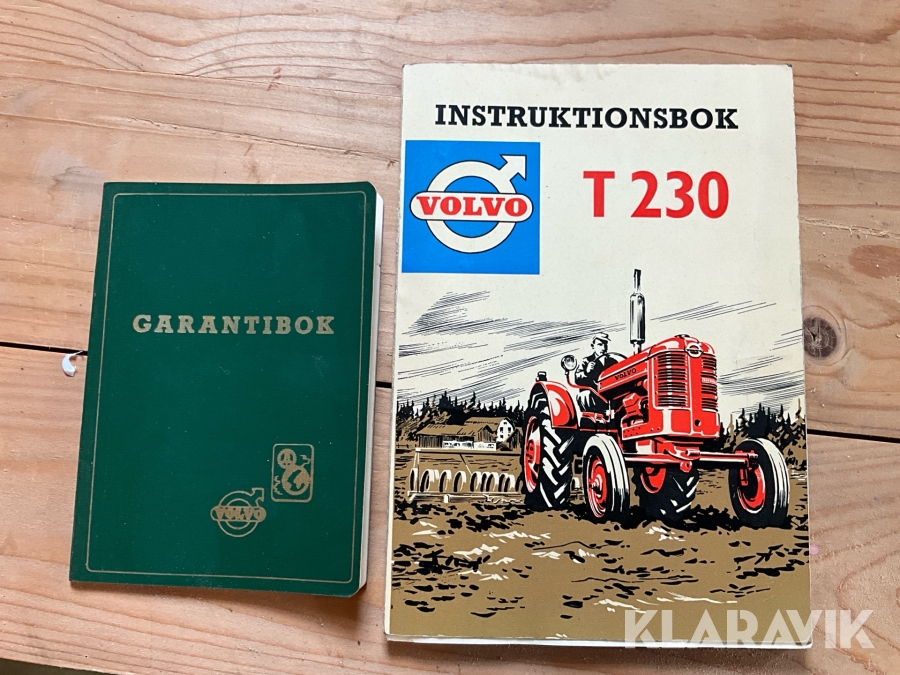 GARANTIBOK
VOLVO
INSTRUKTIONSBOK
VOLVO
T 230
VOLVO
KLARAVIK